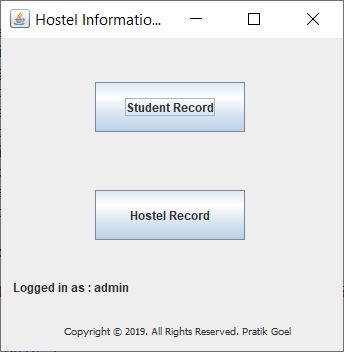 Hostel Informatio...
Student Record
Hostel Record
Logged in as : admin
Copyright © 2019. All Rights Reserved. Pratik Goel